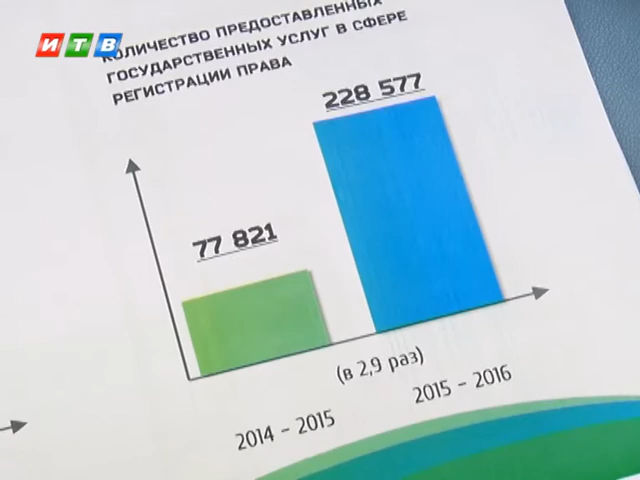 ИТВ
КОЛИЧЕСТВО ПРЕДОСТАВЛЕННЫХ
ГОСУДАРСТВЕННЫХ УСЛУГ В СФЕРЕ
РЕГИСТРАЦИИ ПРАВА
228 577
77 821
(в 2,9 раз)
2014 – 2015
2015 – 2016